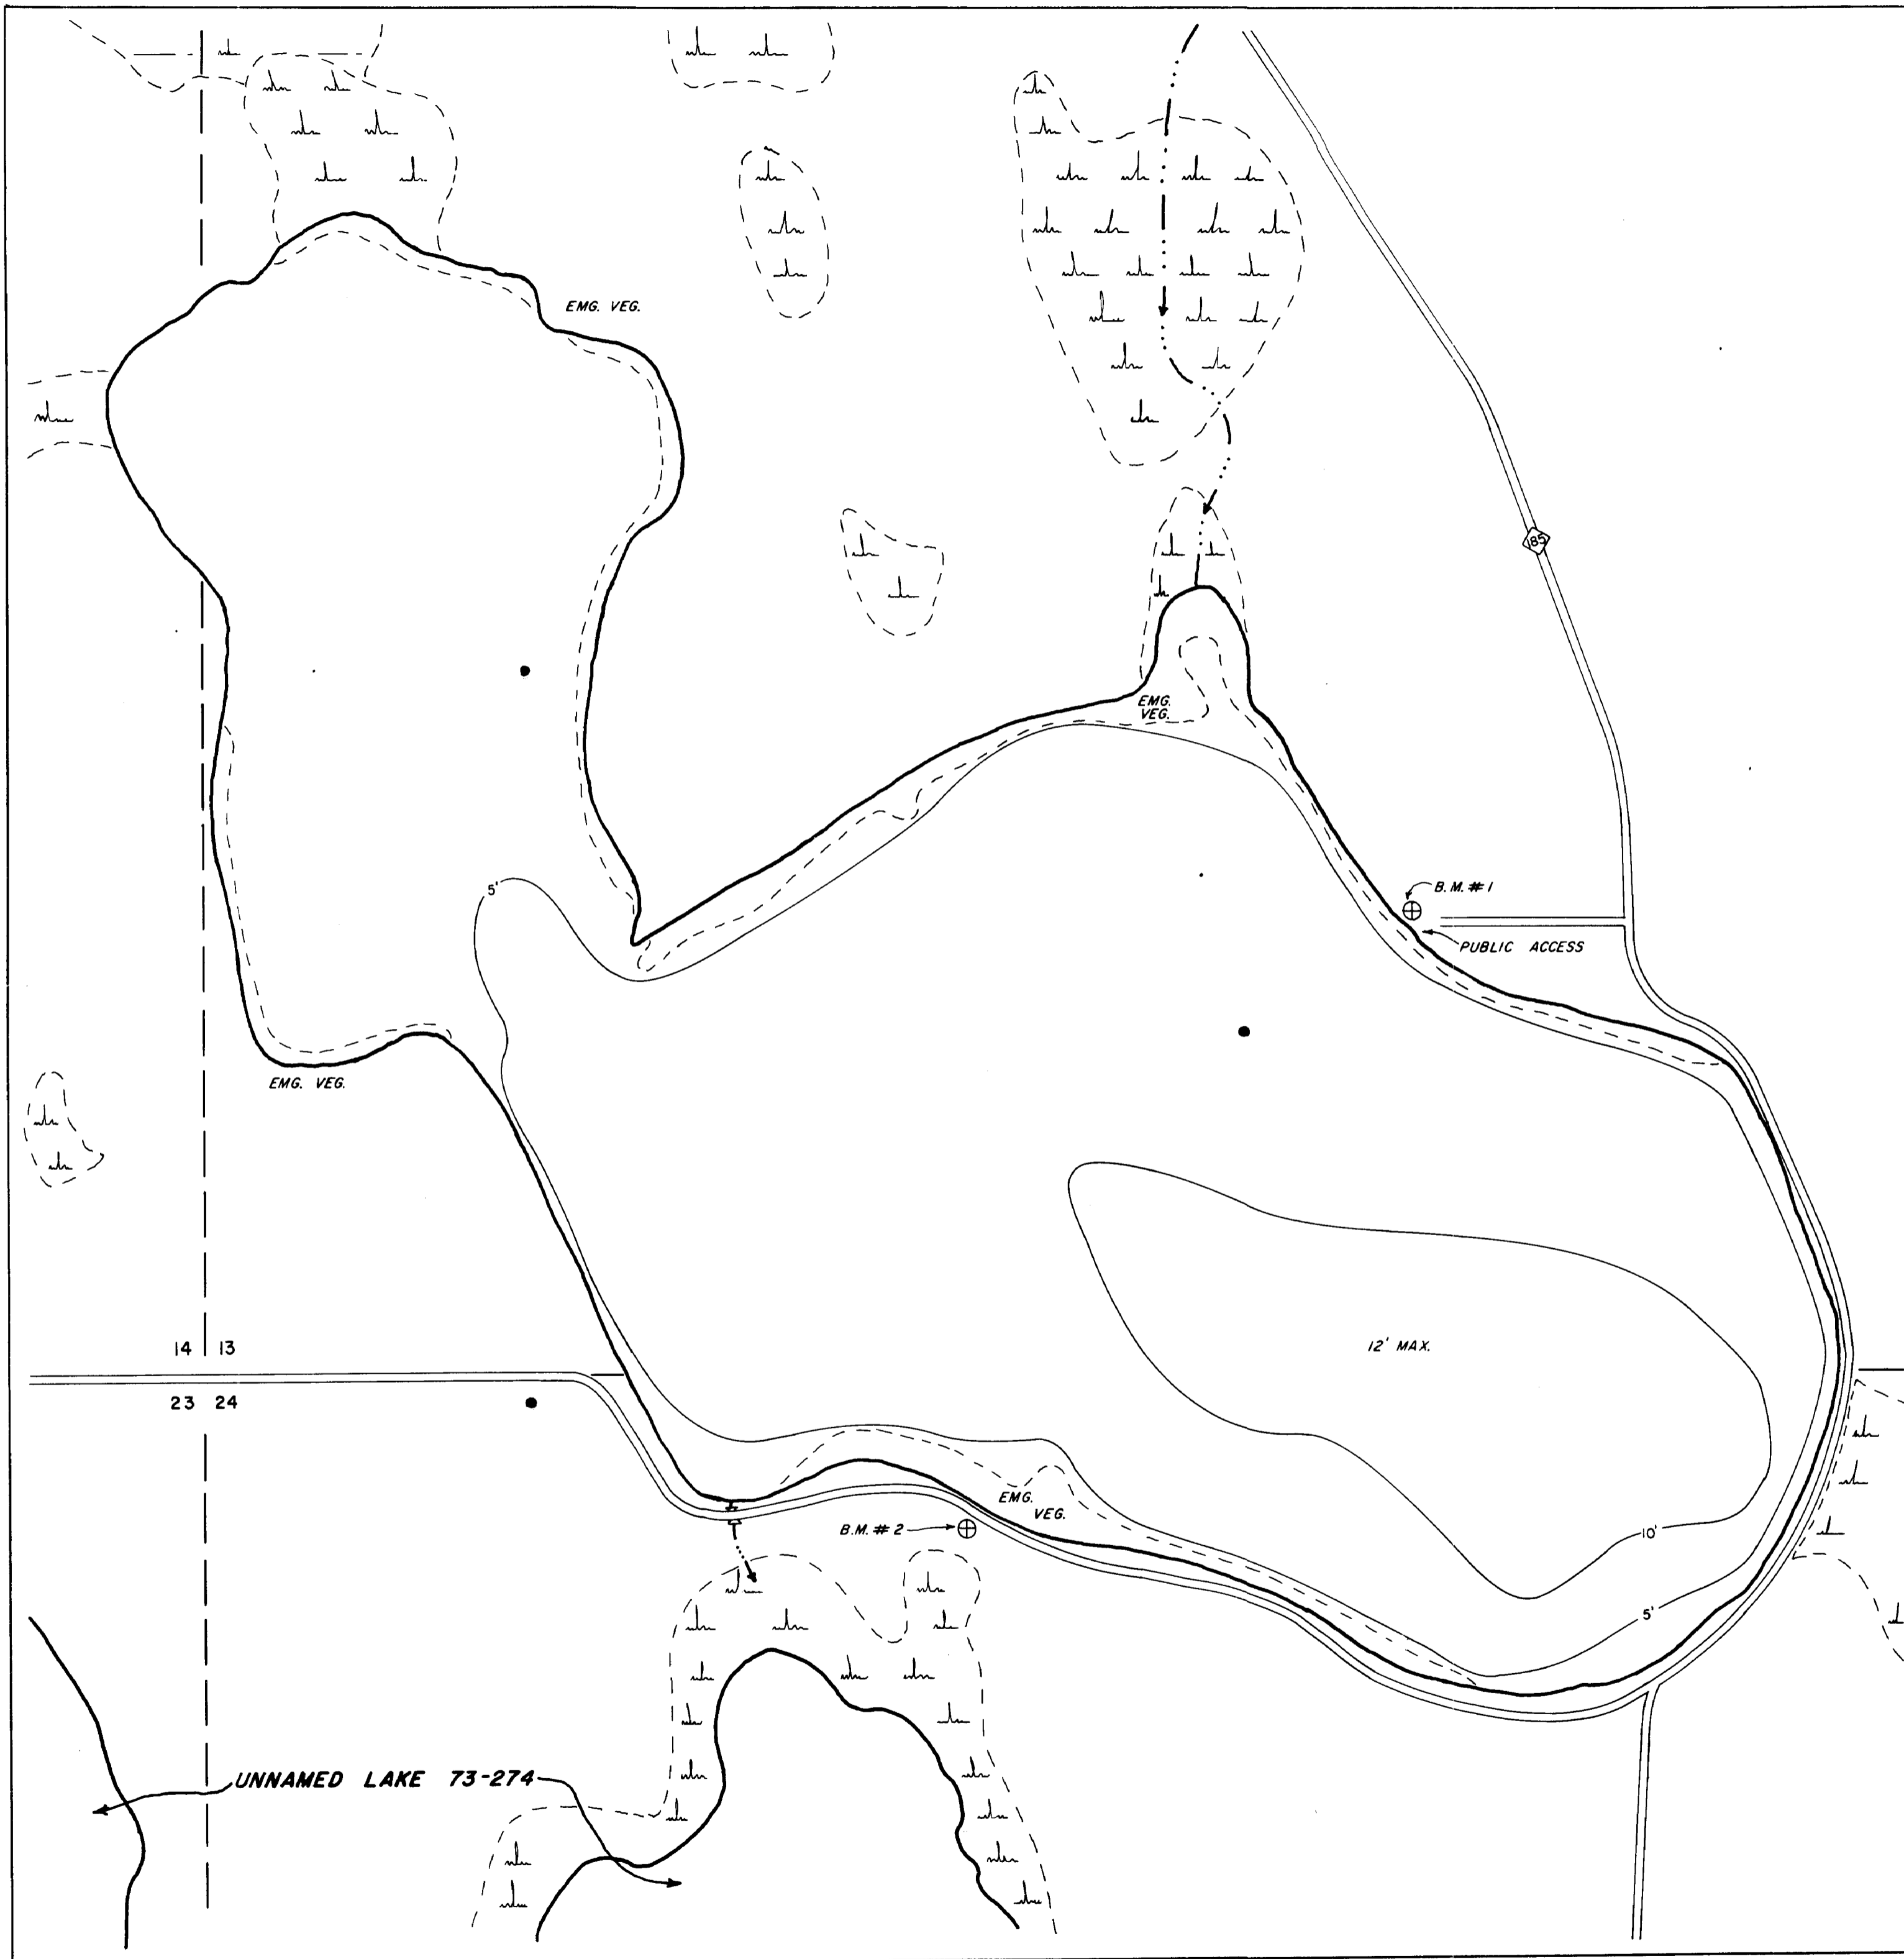 EMG. VEG.
185
EMG.
VEG.
5'
B.M. # 1
PUBLIC ACCESS
EMG. VEG.
12' MAX.
14 13
23 24
EMG.
VEG.
B.M. # 2
10'
5'
UNNAMED LAKE 73-274